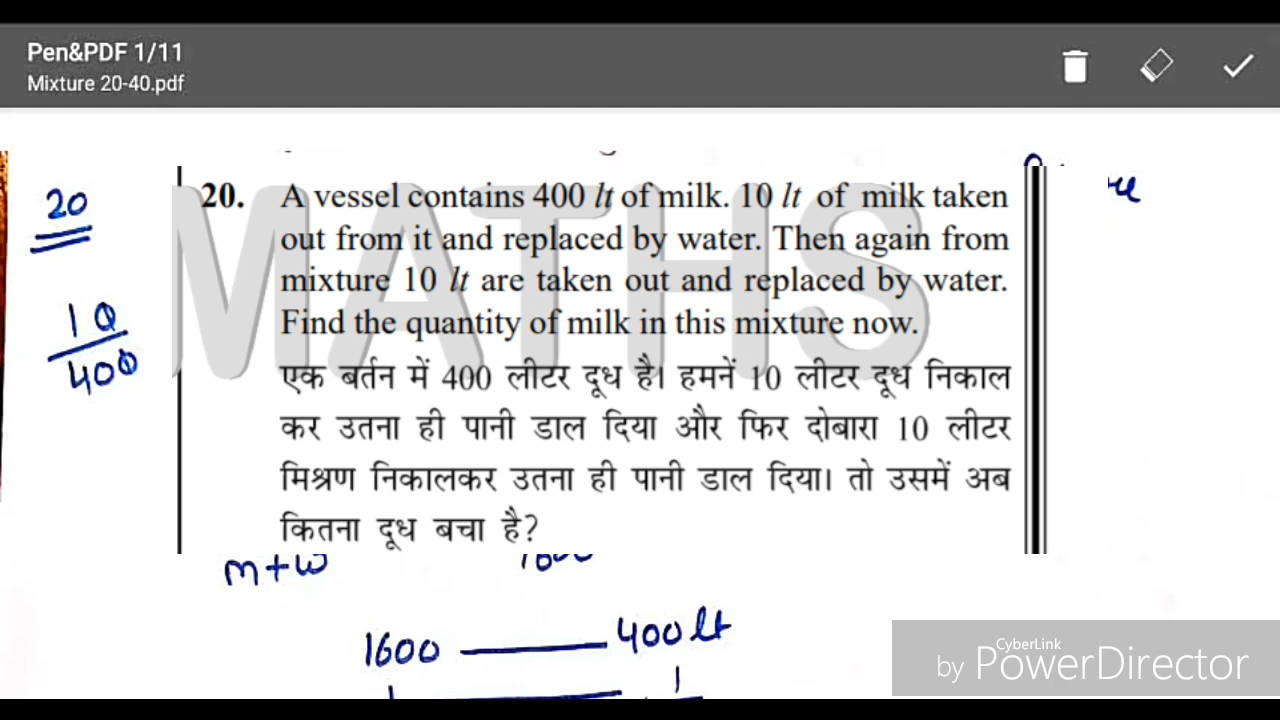 Pen&PDF 1/11
Mixture 20-40.pdf
20
10
400
MATHS
20. A vessel contains 400 lt of milk. 10 lt of milk taken
out from it and replaced by water. Then again from
mixture 10 lt are taken out and replaced by water.
Find the quantity of milk in this mixture now.
एक बर्तन में 400 लीटर दूध है। हमनें 10 लीटर दूध निकाल
कर उतना ही पानी डाल दिया और फिर दोबारा 10 लीटर
मिश्रण निकालकर उतना ही पानी डाल दिया। तो उसमें अब
कितना दूध बचा है?
m+w 1600
1600 — 400 lt
1
CyberLink
by PowerDirector